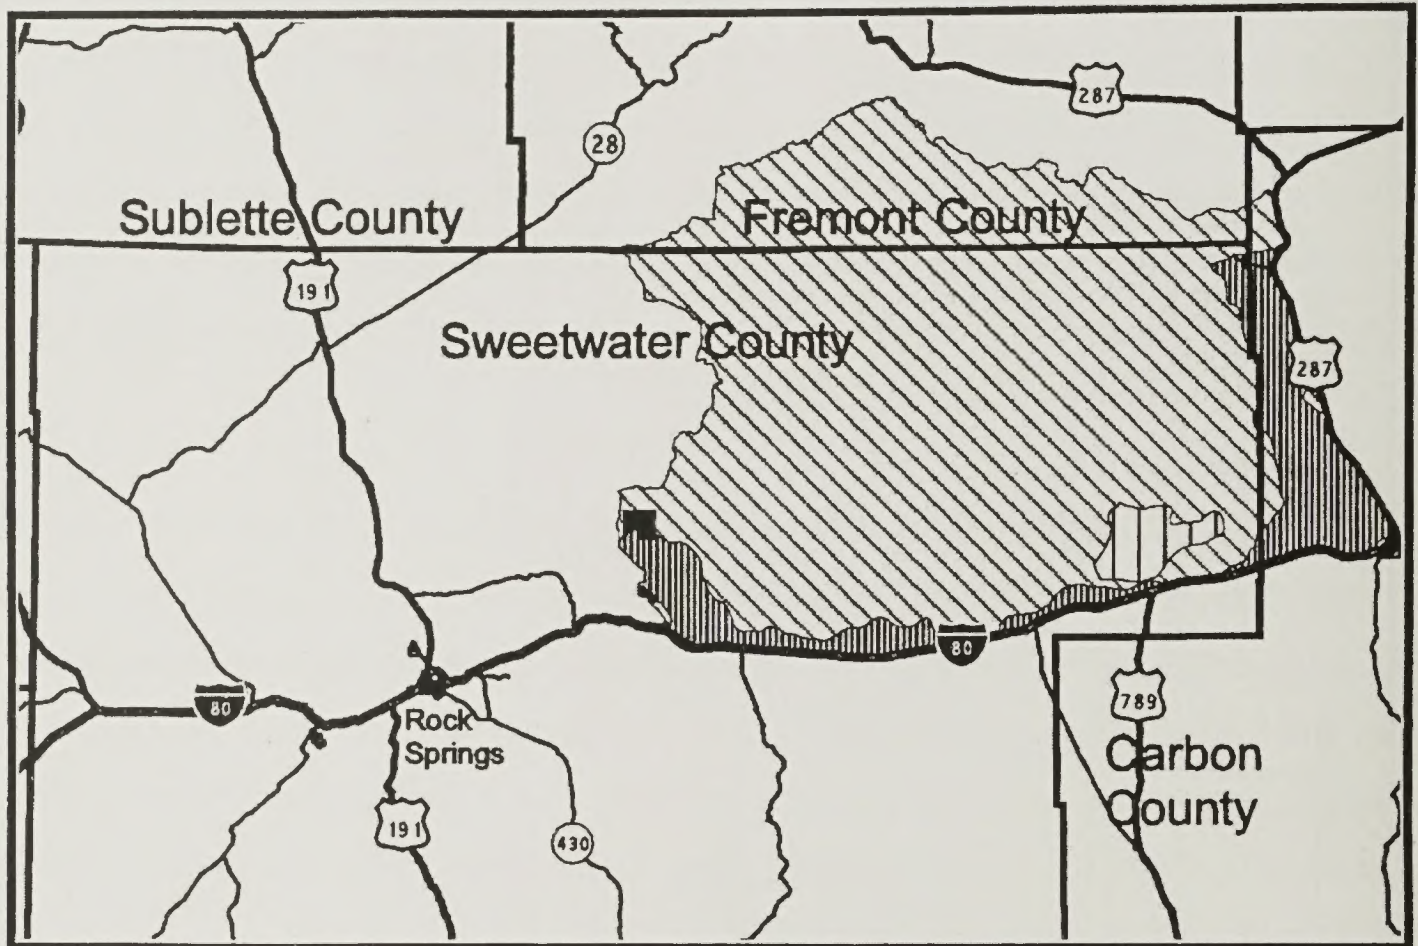 287
28
Sublette County
Fremont County
191
Sweetwater County
287
80
80
789
Rock
Springs
Carbon
County
191
430